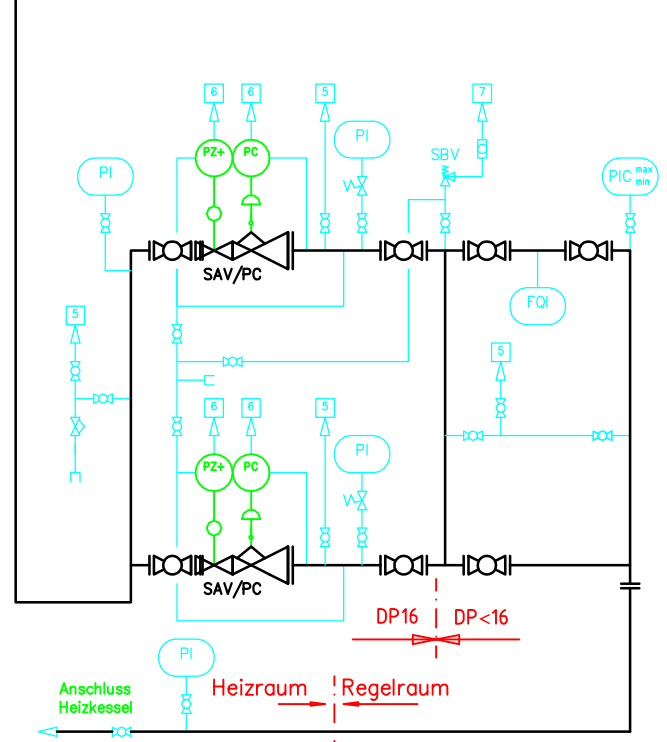 6
6
5
7
PI
SBV
PZ+
PC
PI
PIC max
min
SAV/PC
FQI
5
5
6
6
5
PI
PZ+
PC
SAV/PC
DP16
DP<16
PI
Anschluss
Heizkessel
Heizraum
Regelraum